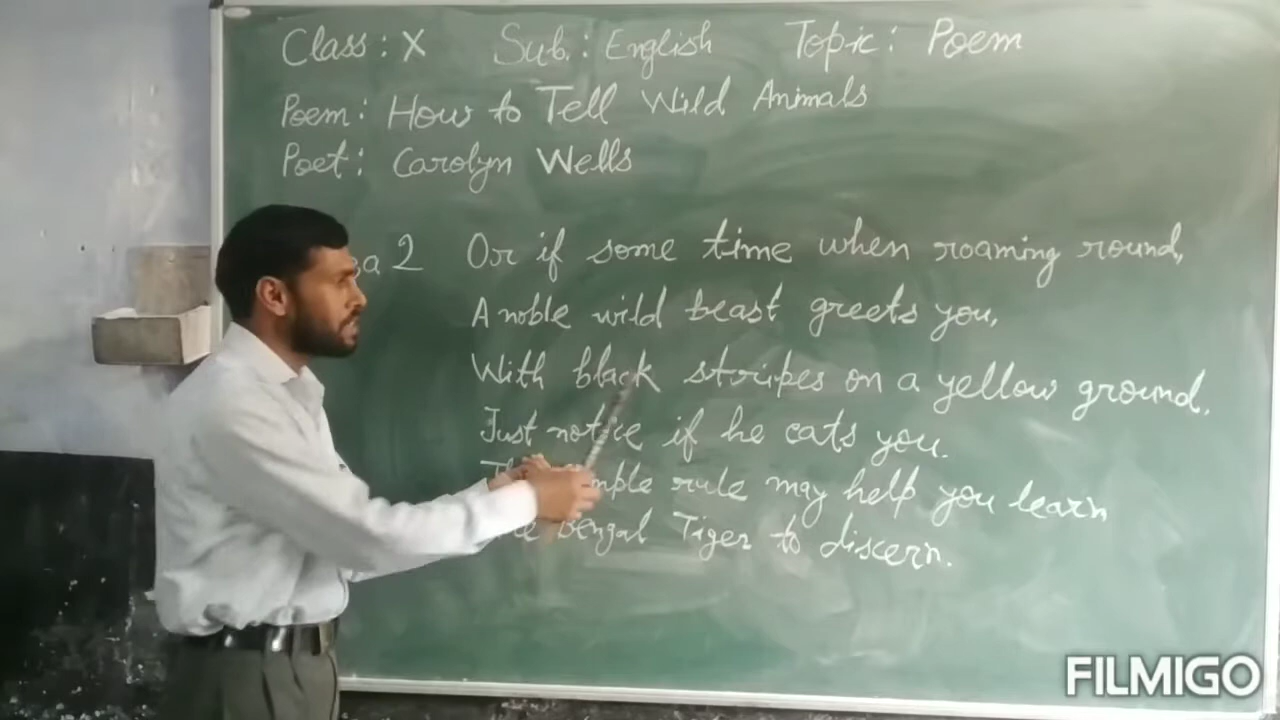 Class : X Sub. : English Topic : Poem
Poem : How to Tell Wild Animals
Poet : Carolyn Wells
2 Or if some time when roaming round,
A noble wild beast greets you,
With black stripes on a yellow ground.
Just notice if he eats you.
rule may help you learn
Bengal Tiger to discern.
FILMIGO